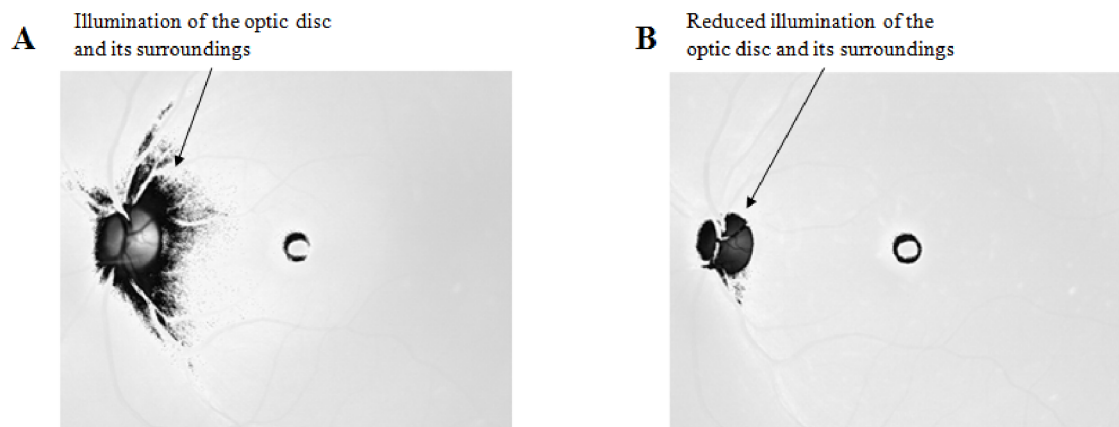 A
Illumination of the optic disc
and its surroundings
B
Reduced illumination of the
optic disc and its surroundings